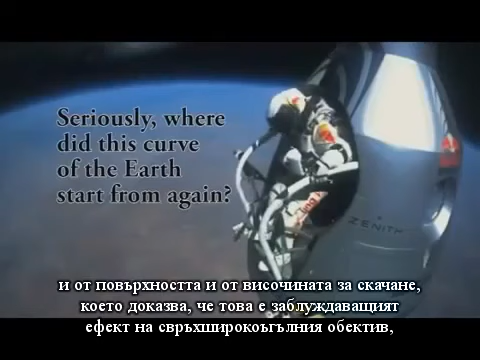 Seriously, where
did this curve
of the Earth
start from again?
ZENITH
и от повърхността и от височината за скачане,
което доказва, че това е заблуждаващият
ефект на свръхширокоъгълния обектив,